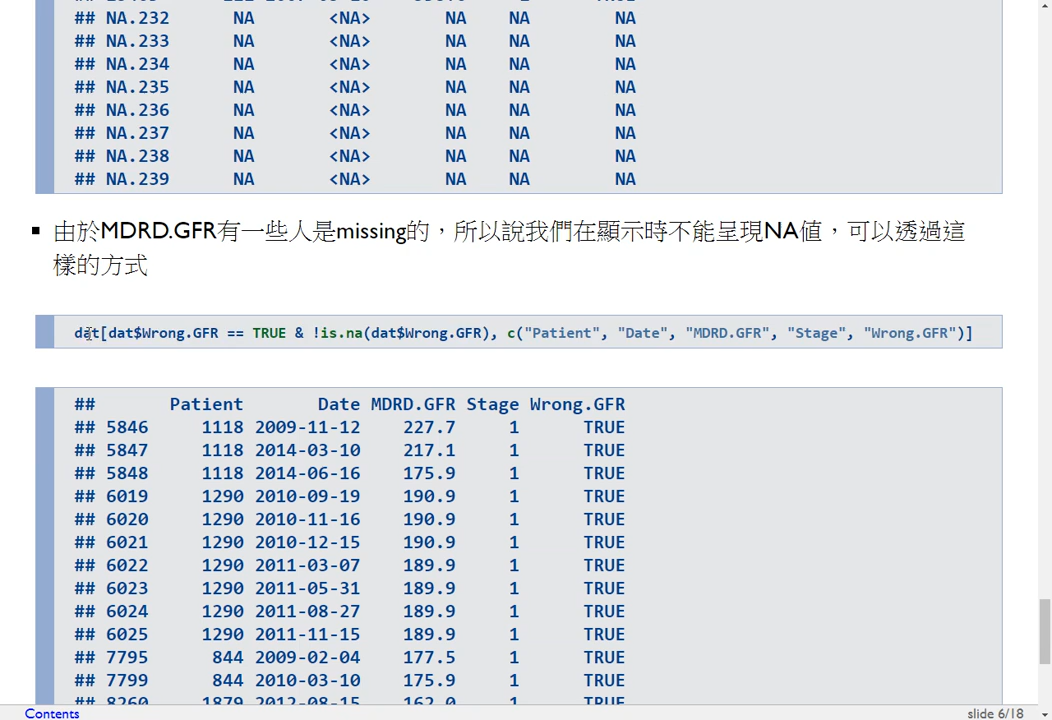 ## NA.232 NA <NA> NA NA NA
## NA.233 NA <NA> NA NA NA
## NA.234 NA <NA> NA NA NA
## NA.235 NA <NA> NA NA NA
## NA.236 NA <NA> NA NA NA
## NA.237 NA <NA> NA NA NA
## NA.238 NA <NA> NA NA NA
## NA.239 NA <NA> NA NA NA
▪ 由於MDRD.GFR有一些人是missing的，所以說我們在顯示時不能呈現NA值，可以透過這
樣的方式
dat[dat$Wrong.GFR == TRUE & !is.na(dat$Wrong.GFR), c("Patient", "Date", "MDRD.GFR", "Stage", "Wrong.GFR")]
## Patient Date MDRD.GFR Stage Wrong.GFR
## 5846 1118 2009-11-12 227.7 1 TRUE
## 5847 1118 2014-03-10 217.1 1 TRUE
## 5848 1118 2014-06-16 175.9 1 TRUE
## 6019 1290 2010-09-19 190.9 1 TRUE
## 6020 1290 2010-11-16 190.9 1 TRUE
## 6021 1290 2010-12-15 190.9 1 TRUE
## 6022 1290 2011-03-07 189.9 1 TRUE
## 6023 1290 2011-05-31 189.9 1 TRUE
## 6024 1290 2011-08-27 189.9 1 TRUE
## 6025 1290 2011-11-15 189.9 1 TRUE
## 7795 844 2009-02-04 177.5 1 TRUE
## 7799 844 2010-03-10 175.9 1 TRUE
## 8260 1879 2012-08-15 162.0 1 TRUE
Contents slide 6/18